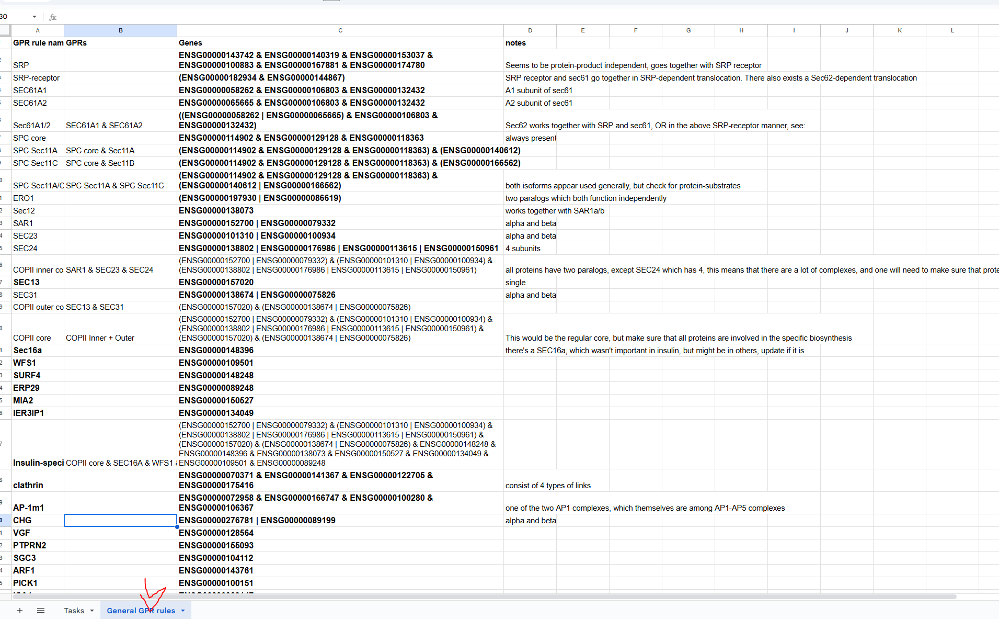 30 fx
A B C D E F G H I J K L
GPR rule nam GPRs Genes notes
ENSG00000143742 & ENSG00000140319 & ENSG00000153037 &
SRP ENSG00000100883 & ENSG00000167881 & ENSG00000174780 Seems to be protein-product independent, goes together with SRP receptor
SRP-receptor (ENSG00000182934 & ENSG00000144867) SRP receptor and sec61 go together in SRP-dependent translocation. There also exists a Sec62-dependent translocation
SEC61A1 ENSG00000058262 & ENSG00000106803 & ENSG00000132432 A1 subunit of sec61
SEC61A2 ENSG00000065665 & ENSG00000106803 & ENSG00000132432 A2 subunit of sec61
((ENSG00000058262 | ENSG00000065665) & ENSG00000106803 &
Sec61A1/2 SEC61A1 & SEC61A2 ENSG00000132432) Sec62 works together with SRP and sec61, OR in the above SRP-receptor manner, see:
SPC core ENSG00000114902 & ENSG00000129128 & ENSG00000118363 always present
SPC Sec11A SPC core & Sec11A (ENSG00000114902 & ENSG00000129128 & ENSG00000118363) & (ENSG00000140612)
SPC Sec11C SPC core & Sec11B (ENSG00000114902 & ENSG00000129128 & ENSG00000118363) & (ENSG00000166562)
(ENSG00000114902 & ENSG00000129128 & ENSG00000118363) &
SPC Sec11A/C SPC Sec11A & SPC Sec11C (ENSG00000140612 | ENSG00000166562) both isoforms appear used generally, but check for protein-substrates
ERO1 (ENSG00000197930 | ENSG00000086619) two paralogs which both function independently
Sec12 ENSG00000138073 works together with SAR1a/b
SAR1 ENSG00000152700 | ENSG00000079332 alpha and beta
SEC23 ENSG00000101310 | ENSG00000100934 alpha and beta
SEC24 ENSG00000138802 | ENSG00000176986 | ENSG00000113615 | ENSG00000150961 4 subunits
(ENSG00000152700 | ENSG00000079332) & (ENSG00000101310 | ENSG00000100934) &
COPII inner co SAR1 & SEC23 & SEC24 (ENSG00000138802 | ENSG00000176986 | ENSG00000113615 | ENSG00000150961) all proteins have two paralogs, except SEC24 which has 4, this means that there are a lot of complexes, and one will need to make sure that prote
SEC13 ENSG00000157020 single
SEC31 ENSG00000138674 | ENSG00000075826 alpha and beta
COPII outer co SEC13 & SEC31 (ENSG00000157020) & (ENSG00000138674 | ENSG00000075826)
(ENSG00000152700 | ENSG00000079332) & (ENSG00000101310 | ENSG00000100934) &
(ENSG00000138802 | ENSG00000176986 | ENSG00000113615 | ENSG00000150961) &
COPII core COPII Inner + Outer (ENSG00000157020) & (ENSG00000138674 | ENSG00000075826) This would be the regular core, but make sure that all proteins are involved in the specific biosynthesis
Sec16a ENSG00000148396 there's a SEC16a, which wasn't important in insulin, but might be in others, update if it is
WFS1 ENSG00000109501
SURF4 ENSG00000148248
ERP29 ENSG00000089248
MIA2 ENSG00000150527
IER3IP1 ENSG00000134049
(ENSG00000152700 | ENSG00000079332) & (ENSG00000101310 | ENSG00000100934) &
(ENSG00000138802 | ENSG00000176986 | ENSG00000113615 | ENSG00000150961) &
(ENSG00000157020) & (ENSG00000138674 | ENSG00000075826) & ENSG00000148248 &
ENSG00000148396 & ENSG00000138073 & ENSG00000150527 & ENSG00000134049 &
Insulin-speci COPII core & SEC16A & WFS1 & ENSG00000109501 & ENSG00000089248
ENSG00000070371 & ENSG00000141367 & ENSG00000122705 &
clathrin ENSG00000175416 consist of 4 types of links
ENSG00000072958 & ENSG00000166747 & ENSG00000100280 &
AP-1m1 ENSG00000106367 one of the two AP1 complexes, which themselves are among AP1-AP5 complexes
CHG ENSG00000276781 | ENSG00000089199 alpha and beta
VGF ENSG00000128564
PTPRN2 ENSG00000155093
SGC3 ENSG00000104112
ARF1 ENSG00000143761
PICK1 ENSG00000100151
+ Tasks General GPR rules